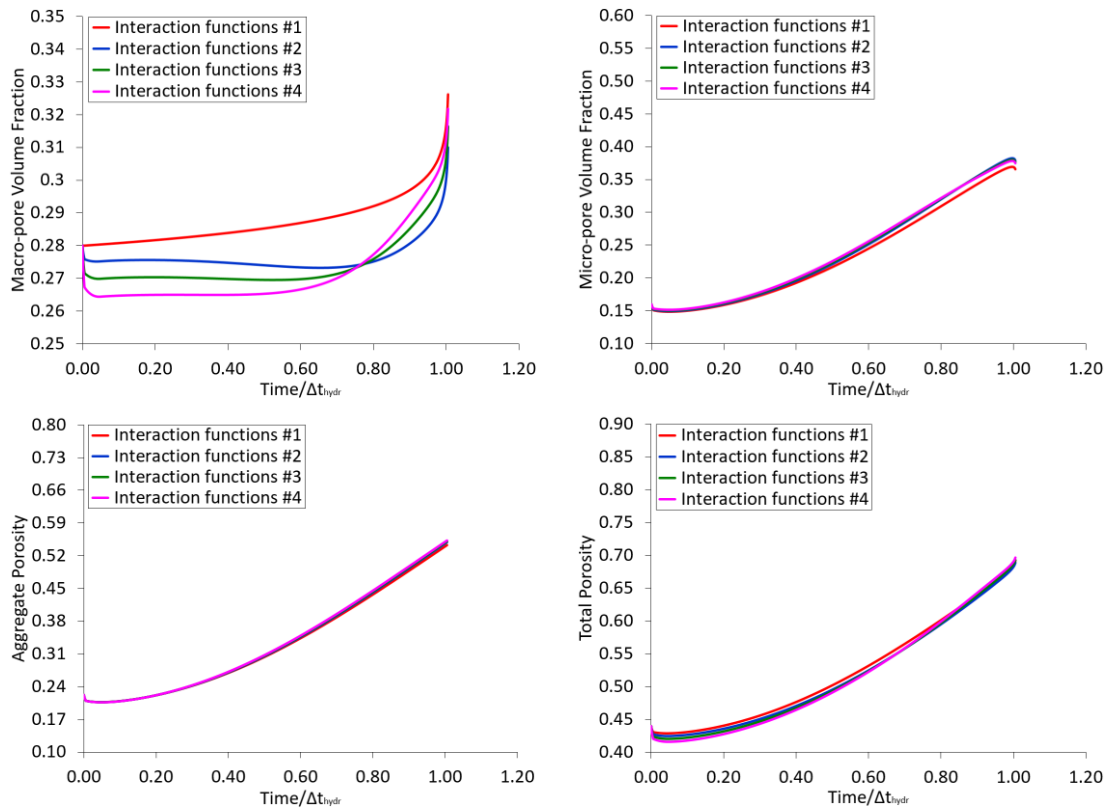 0.35
0.34
0.33
0.32
0.31
0.3
0.29
0.28
0.27
0.26
0.25
Macro-pore Volume Fraction
Interaction functions #1
Interaction functions #2
Interaction functions #3
Interaction functions #4
0.00 0.20 0.40 0.60 0.80 1.00 1.20
Time/Δt_hydr
0.60
0.55
0.50
0.45
0.40
0.35
0.30
0.25
0.20
0.15
0.10
Micro-pore Volume Fraction
Interaction functions #1
Interaction functions #2
Interaction functions #3
Interaction functions #4
0.00 0.20 0.40 0.60 0.80 1.00 1.20
Time/Δt_hydr
0.80
0.73
0.66
0.59
0.52
0.45
0.38
0.31
0.24
0.17
0.10
Aggregate Porosity
Interaction functions #1
Interaction functions #2
Interaction functions #3
Interaction functions #4
0.00 0.20 0.40 0.60 0.80 1.00 1.20
Time/Δt_hydr
0.90
0.85
0.80
0.75
0.70
0.65
0.60
0.55
0.50
0.45
0.40
Total Porosity
Interaction functions #1
Interaction functions #2
Interaction functions #3
Interaction functions #4
0.00 0.20 0.40 0.60 0.80 1.00 1.20
Time/Δt_hydr